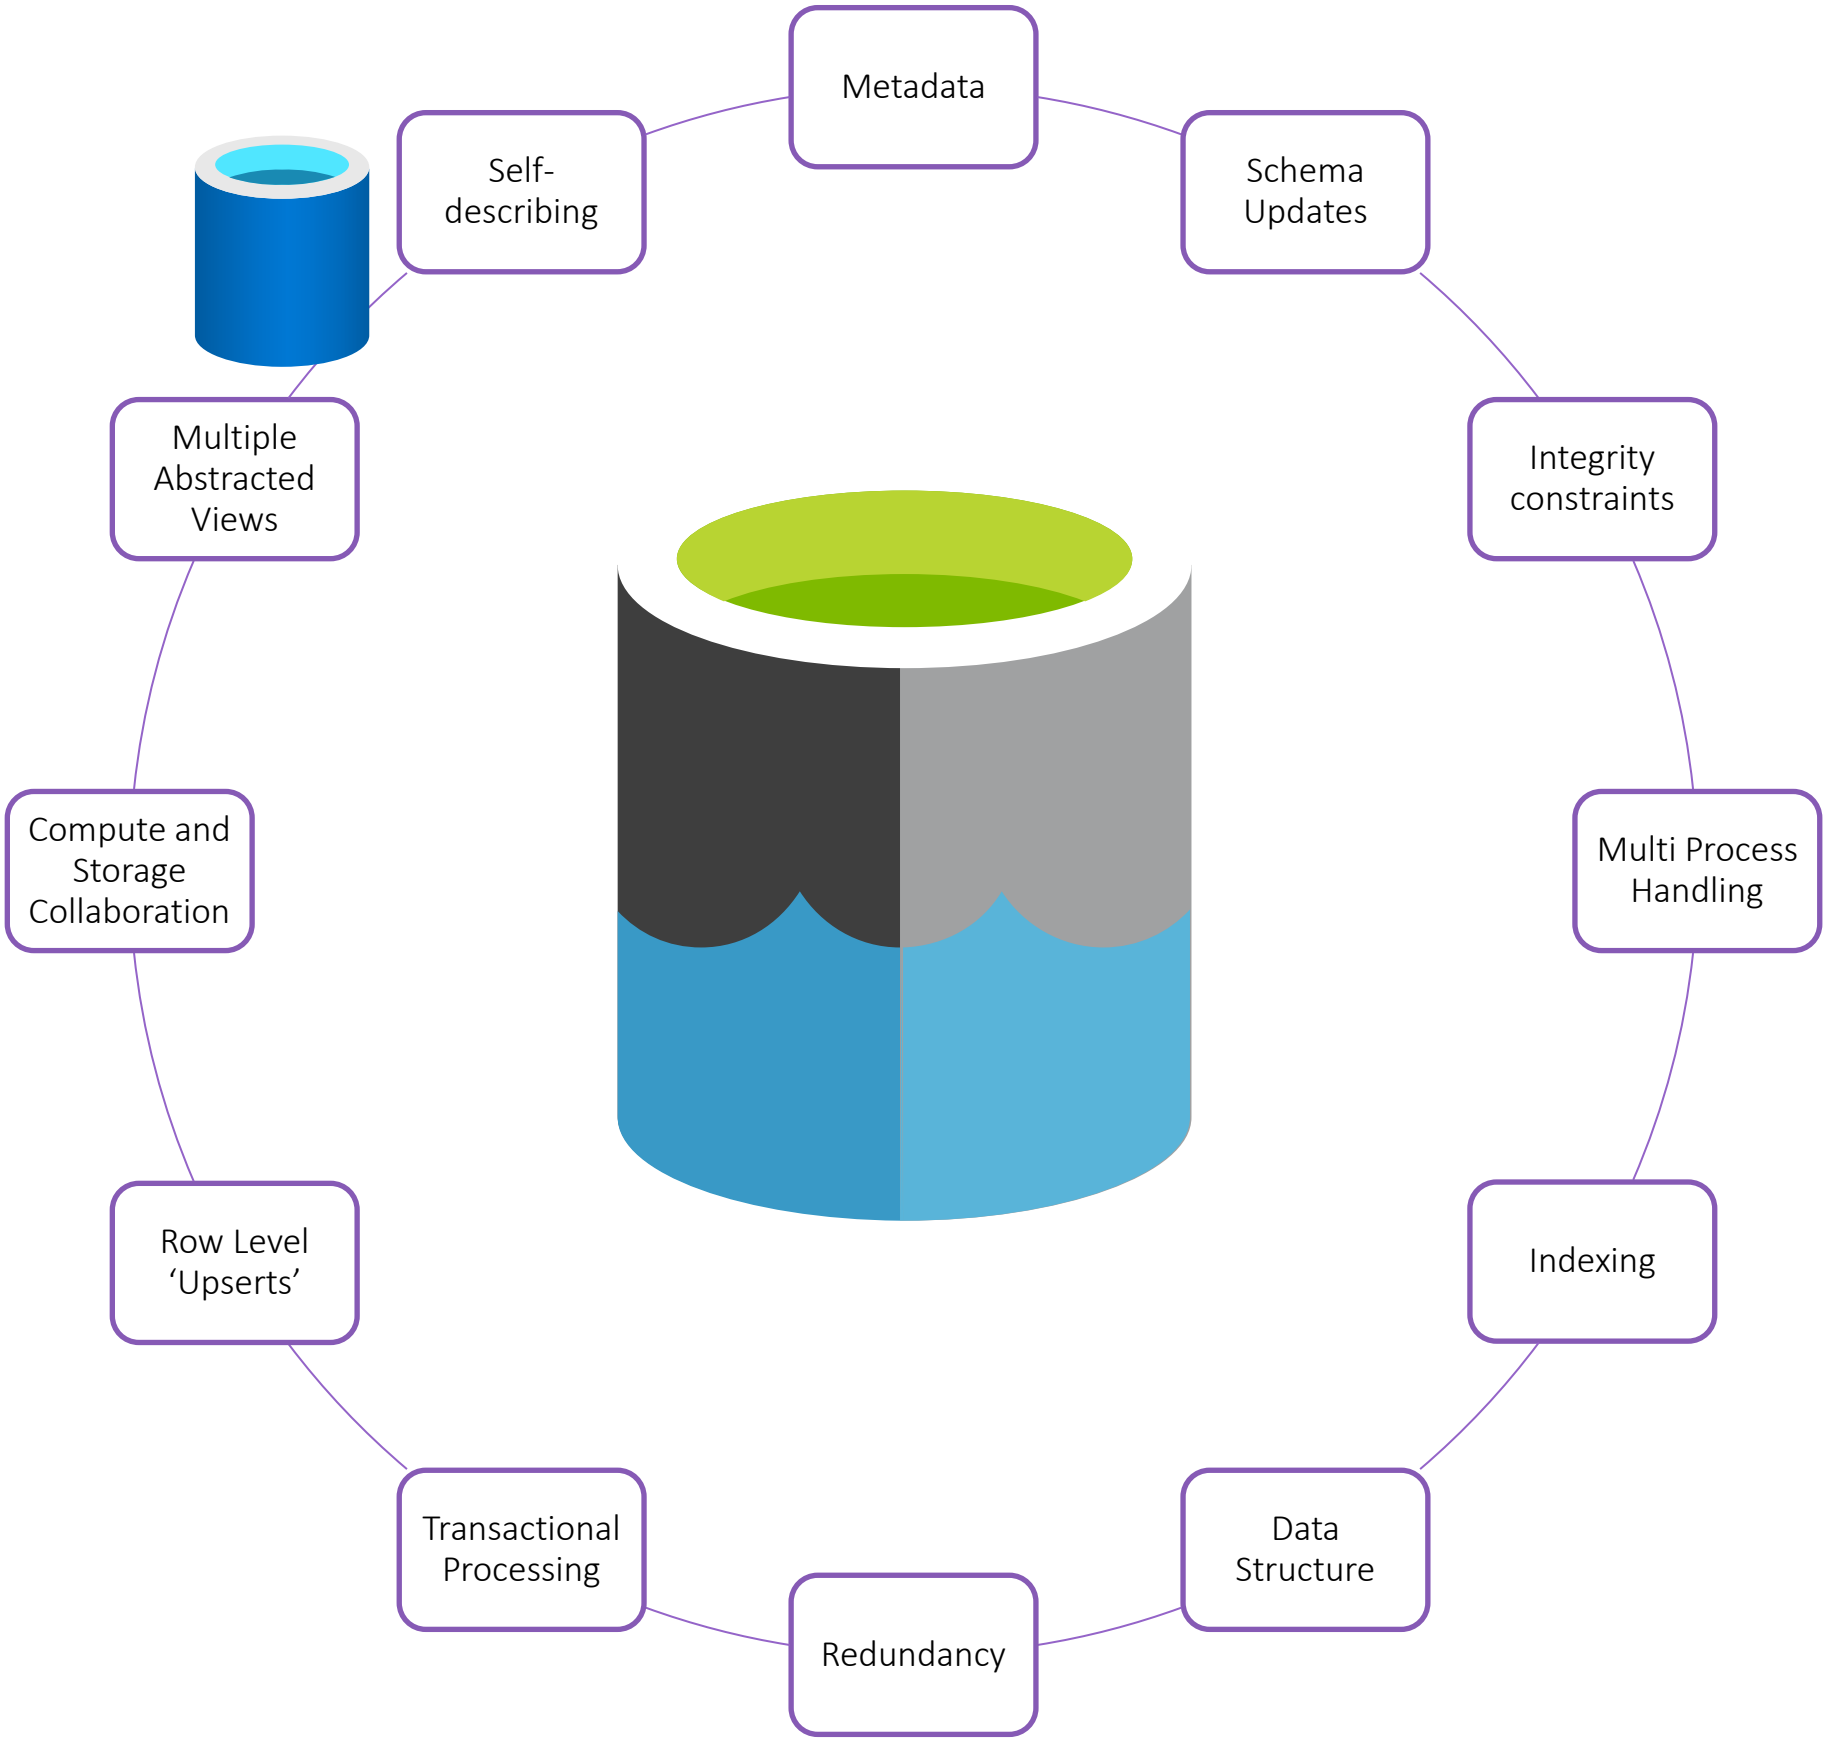 Metadata
Schema
Updates
Integrity
constraints
Multi Process
Handling
Indexing
Data
Structure
Redundancy
Transactional
Processing
Row Level
‘Upserts’
Compute and
Storage
Collaboration
Multiple
Abstracted
Views
Self-
describing